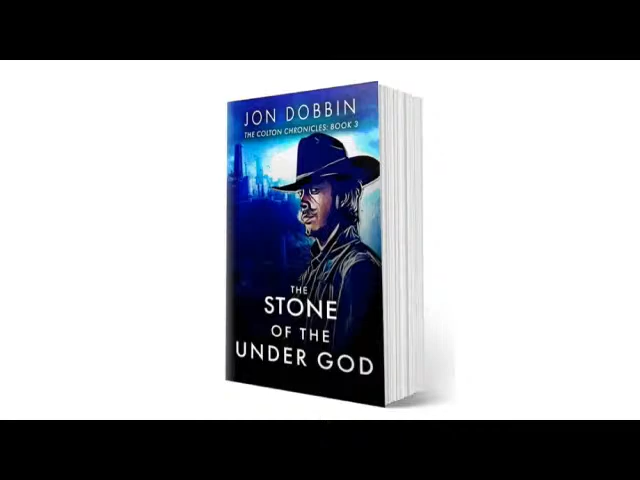 JON DOBBIN
THE COLTON CHRONICLES: BOOK 3
THE
STONE
OF THE
UNDER GOD